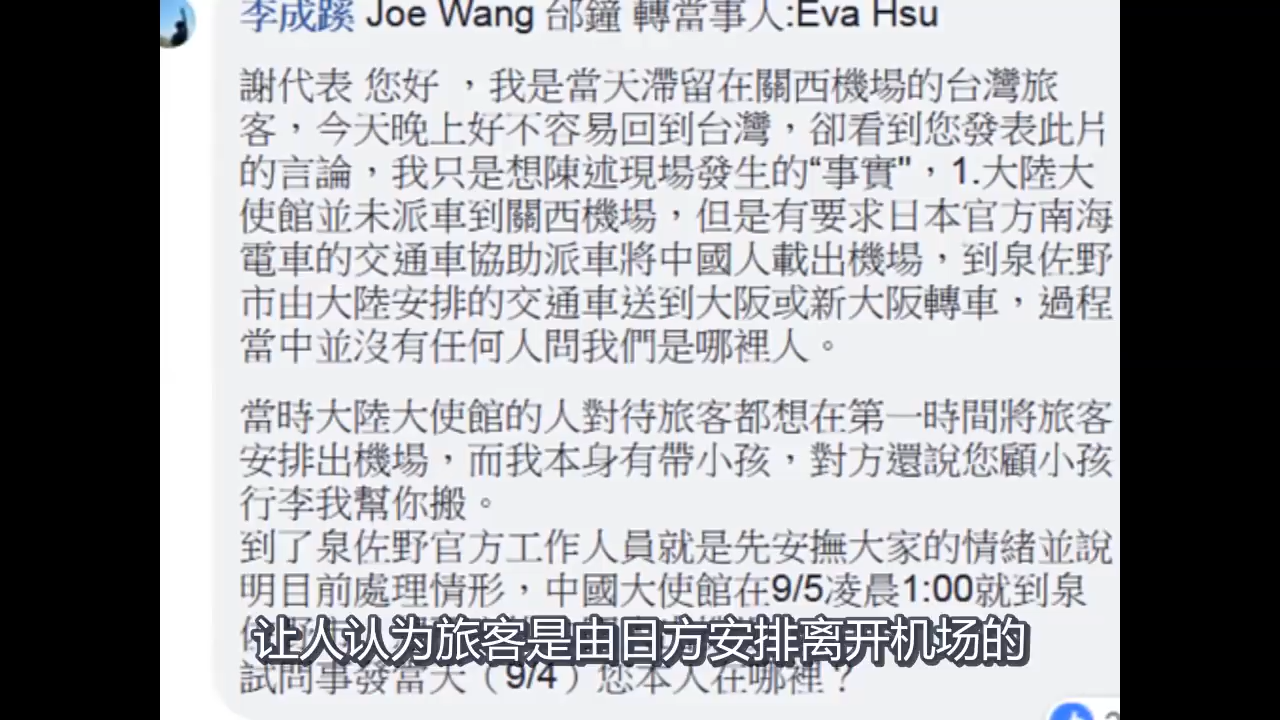 李成蹊 Joe Wang 邰鐘 轉當事人:Eva Hsu
謝代表 您好 ，我是當天滯留在關西機場的台灣旅
客，今天晚上好不容易回到台灣，卻看到您發表此片
的言論，我只是想陳述現場發生的“事實"，1.大陸大
使館並未派車到關西機場，但是有要求日本官方南海
電車的交通車協助派車將中國人載出機場，到泉佐野
市由大陸安排的交通車送到大阪或新大阪轉車，過程
當中並沒有任何人問我們是哪裡人。
當時大陸大使館的人對待旅客都想在第一時間將旅客
安排出機場，而我本身有帶小孩，對方還說您顧小孩
行李我幫你搬。
到了泉佐野官方工作人員就是先安撫大家的情緒並說
明目前處理情形，中國大使館在9/5凌晨1:00就到泉
让人认为旅客是由日方安排离开机场的
試問事發當天（9/4）您本人在哪裡？